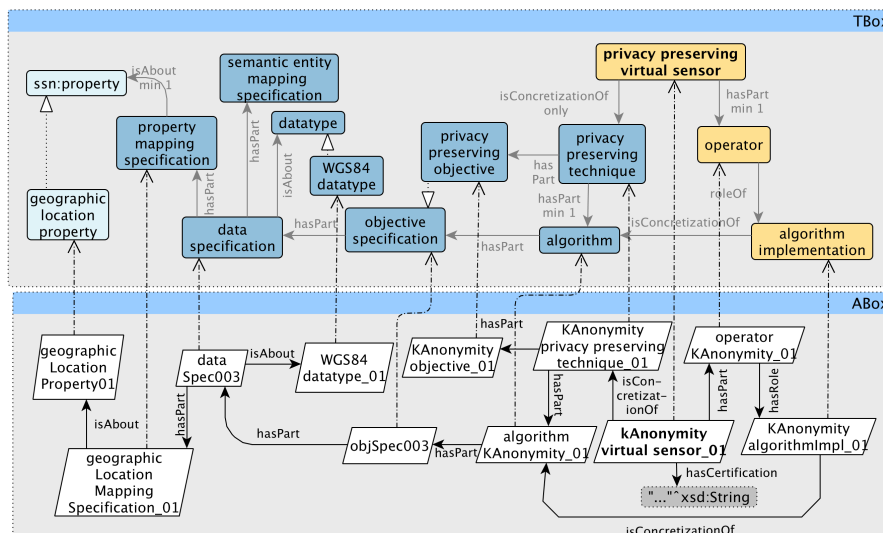 TBox
semantic entity
mapping
specification
privacy preserving
virtual sensor
ssn:property
isAbout
min 1
isConcretizationOf
only
hasPart
min 1
property
mapping
specification
datatype
privacy
preserving
objective
privacy
preserving
technique
operator
hasPart
isAbout
WGS84
datatype
has
Part
hasPart
min 1
roleOf
geographic
location
property
hasPart
data
specification
hasPart
objective
specification
hasPart
algorithm
isConcretizationOf
algorithm
implementation
ABox
geographic
Location
Property01
data
Spec003
isAbout
WGS84
datatype_01
KAnonymity
objective_01
hasPart
KAnonymity
privacy preserving
technique_01
operator
KAnonymity_01
isAbout
hasPart
hasPart
isCon-
cretizat-
ionOf
hasPart
hasRole
geographic
Location
Mapping
Specification_01
hasPart
objSpec003
hasPart
algorithm
KAnonymity_01
kAnonymity
virtual sensor_01
KAnonymity
algorithmImpl_01
hasCertification
"..."^xsd:String
isConcretizationOf